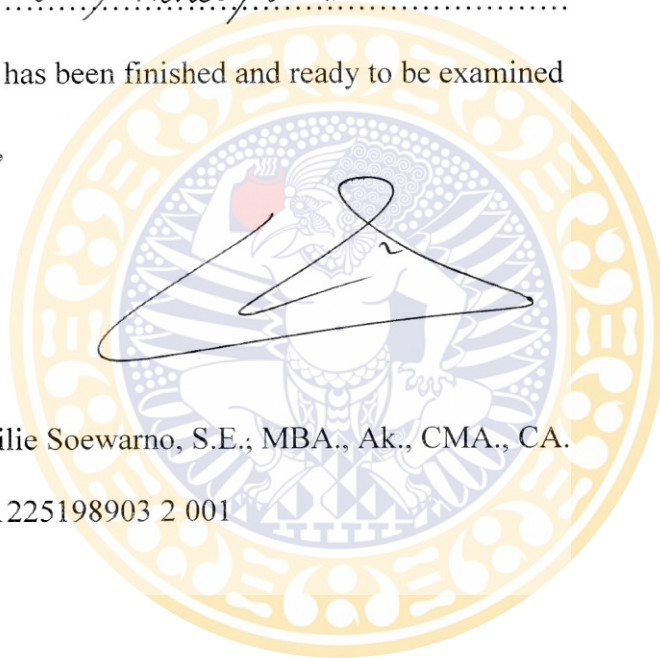 has been finished and ready to be examined
,
ilie Soewarno, S.E., MBA., Ak., CMA., CA.
225198903 2 001